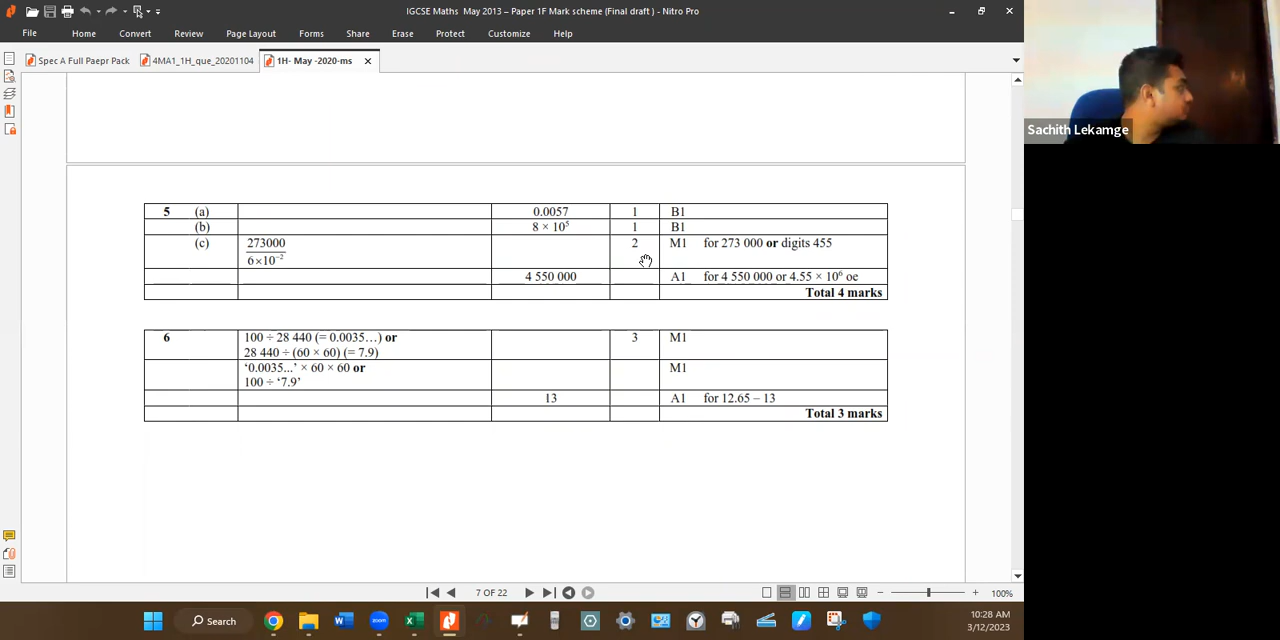 IGCSE Maths May 2013 – Paper 1F Mark scheme (Final draft ) - Nitro Pro
File Home Convert Review Page Layout Forms Share Erase Protect Customize Help
Spec A Full Paepr Pack 4MA1_1H_que_20201104 1H- May -2020-ms
Sachith Lekamge
5 (a) 0.0057 1 B1
(b) 8 × 10⁵ 1 B1
(c) 273000 2 M1 for 273 000 or digits 455
6×10⁻²
4 550 000 A1 for 4 550 000 or 4.55 × 10⁶ oe
Total 4 marks
6 100 ÷ 28 440 (= 0.0035…) or 3 M1
28 440 ÷ (60 × 60) (= 7.9)
‘0.0035...’ × 60 × 60 or M1
100 ÷ ‘7.9’
13 A1 for 12.65 – 13
Total 3 marks
7 OF 22 100%
Search
10:28 AM
3/12/2023